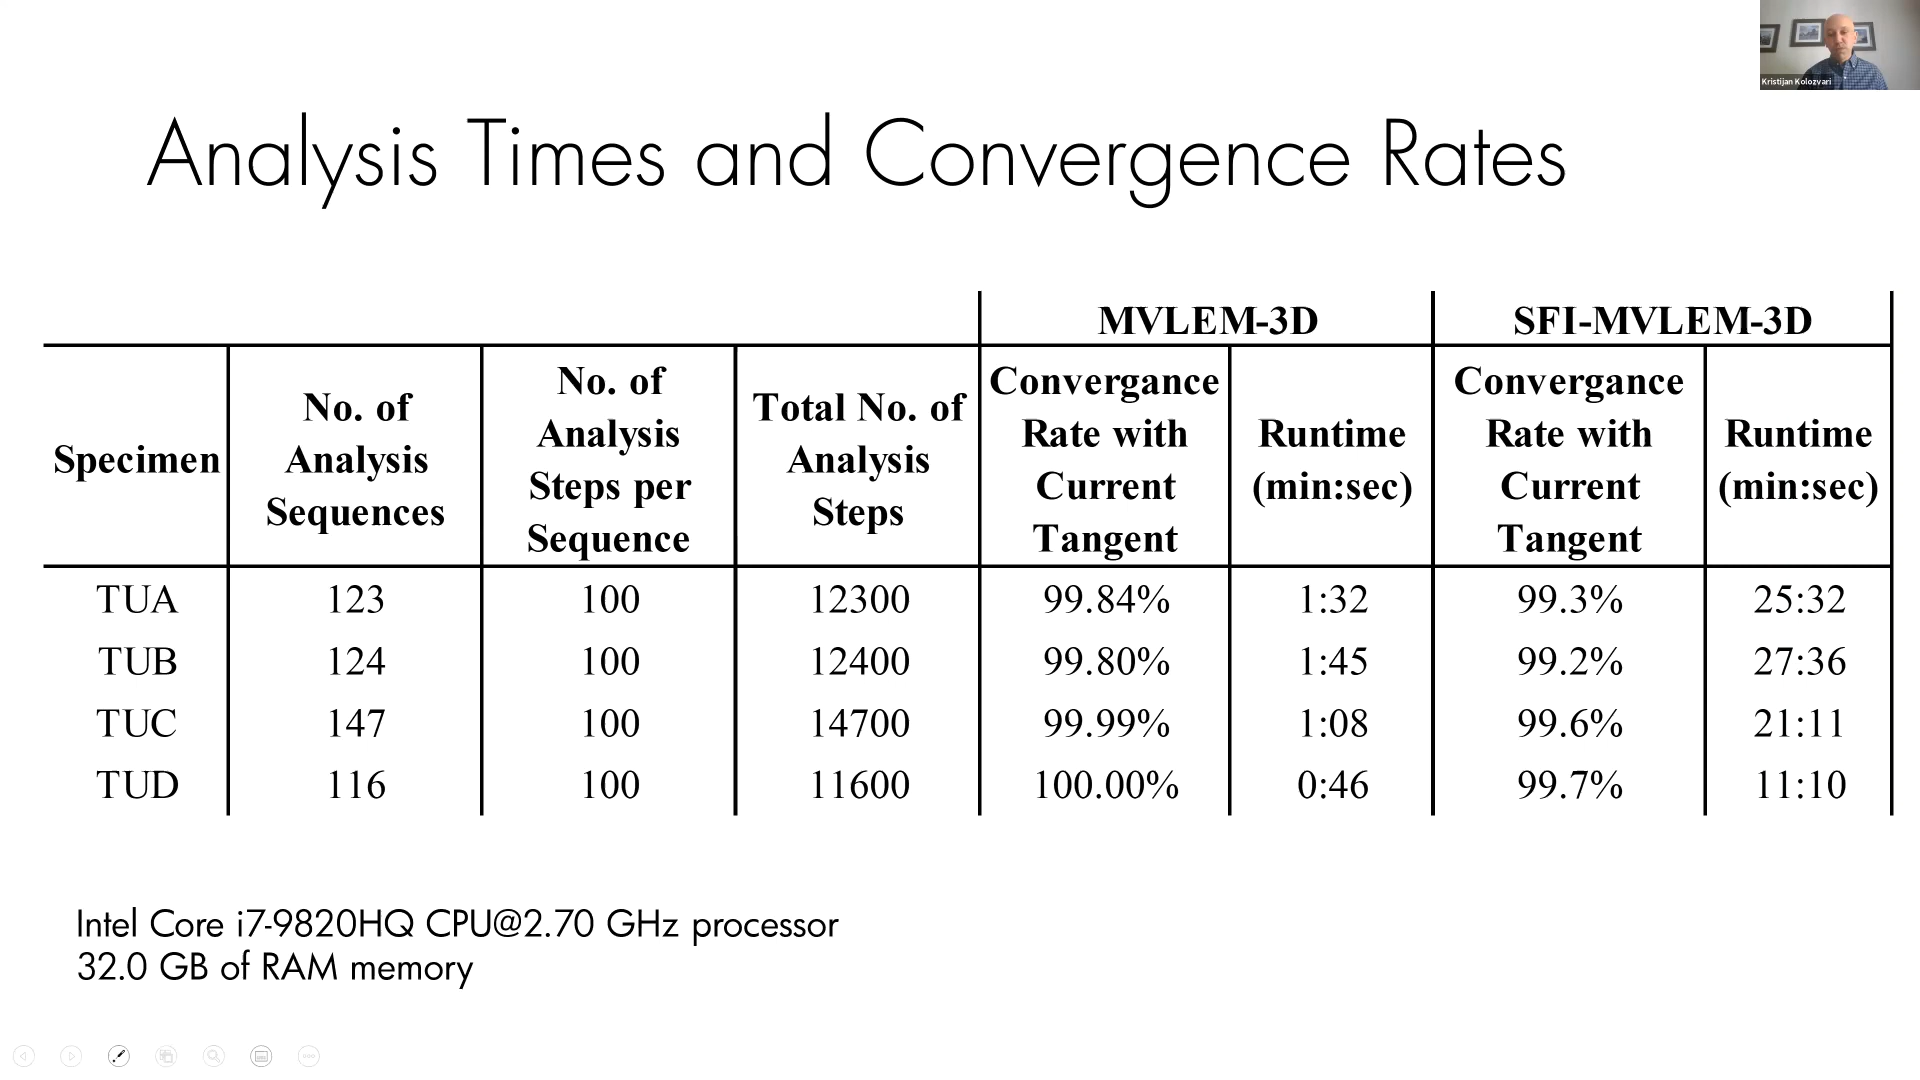 Kristijan Kolozvari
Analysis Times and Convergence Rates
MVLEM-3D SFI-MVLEM-3D
Specimen
No. of
Analysis
Sequences
No. of
Analysis
Steps per
Sequence
Total No. of
Analysis
Steps
Convergance
Rate with
Current
Tangent
Runtime
(min:sec)
Convergance
Rate with
Current
Tangent
Runtime
(min:sec)
TUA 123 100 12300 99.84% 1:32 99.3% 25:32
TUB 124 100 12400 99.80% 1:45 99.2% 27:36
TUC 147 100 14700 99.99% 1:08 99.6% 21:11
TUD 116 100 11600 100.00% 0:46 99.7% 11:10
Intel Core i7-9820HQ CPU@2.70 GHz processor
32.0 GB of RAM memory